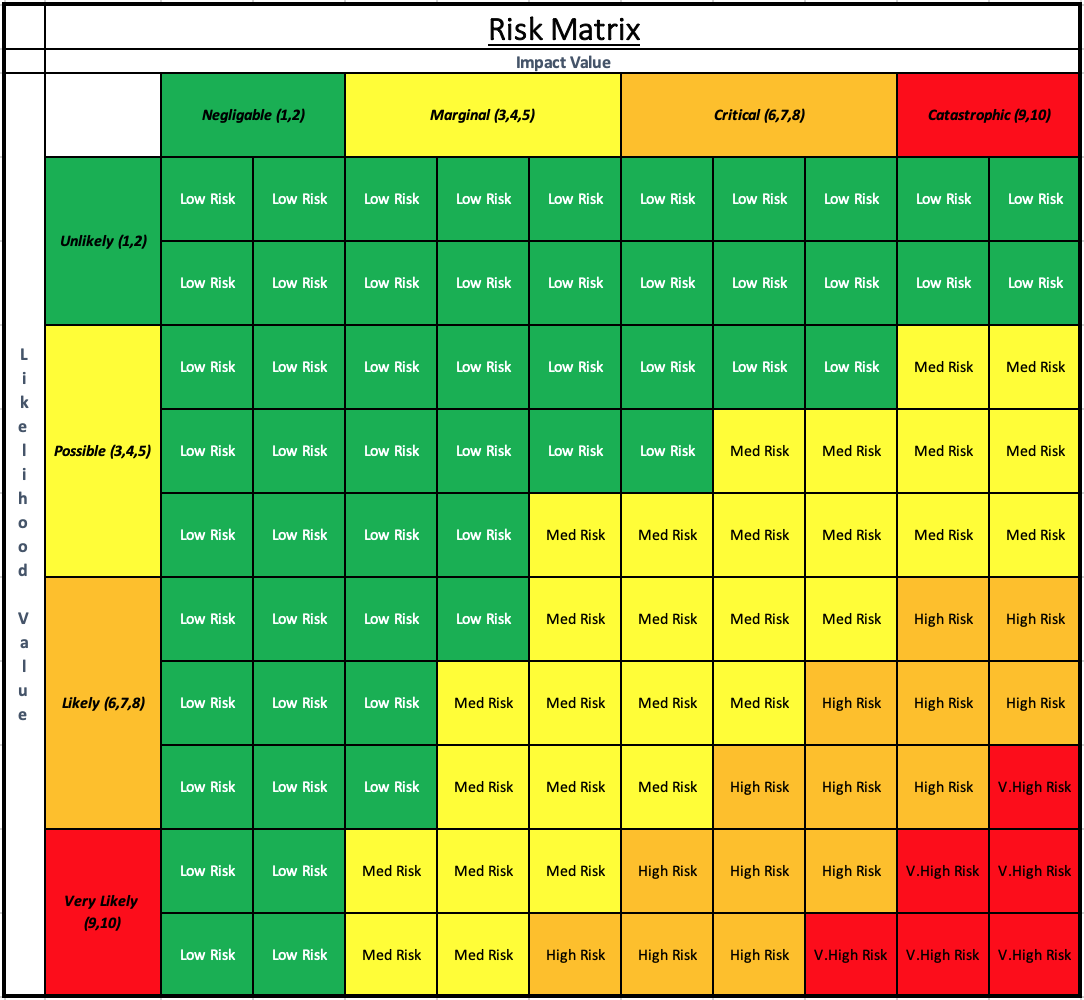 Risk Matrix
Impact Value
Negligable (1,2) Marginal (3,4,5) Critical (6,7,8) Catastrophic (9,10)
Likelihood Value
Unlikely (1,2)
Low Risk Low Risk Low Risk Low Risk Low Risk Low Risk Low Risk Low Risk Low Risk Low Risk
Low Risk Low Risk Low Risk Low Risk Low Risk Low Risk Low Risk Low Risk Low Risk Low Risk
Possible (3,4,5)
Low Risk Low Risk Low Risk Low Risk Low Risk Low Risk Low Risk Low Risk Med Risk Med Risk
Low Risk Low Risk Low Risk Low Risk Low Risk Low Risk Med Risk Med Risk Med Risk Med Risk
Low Risk Low Risk Low Risk Low Risk Med Risk Med Risk Med Risk Med Risk Med Risk Med Risk
Likely (6,7,8)
Low Risk Low Risk Low Risk Low Risk Med Risk Med Risk Med Risk Med Risk High Risk High Risk
Low Risk Low Risk Low Risk Med Risk Med Risk Med Risk Med Risk High Risk High Risk High Risk
Low Risk Low Risk Low Risk Med Risk Med Risk Med Risk High Risk High Risk High Risk V.High Risk
Very Likely
(9,10)
Low Risk Low Risk Med Risk Med Risk Med Risk High Risk High Risk High Risk V.High Risk V.High Risk
Low Risk Low Risk Med Risk Med Risk High Risk High Risk High Risk V.High Risk V.High Risk V.High Risk